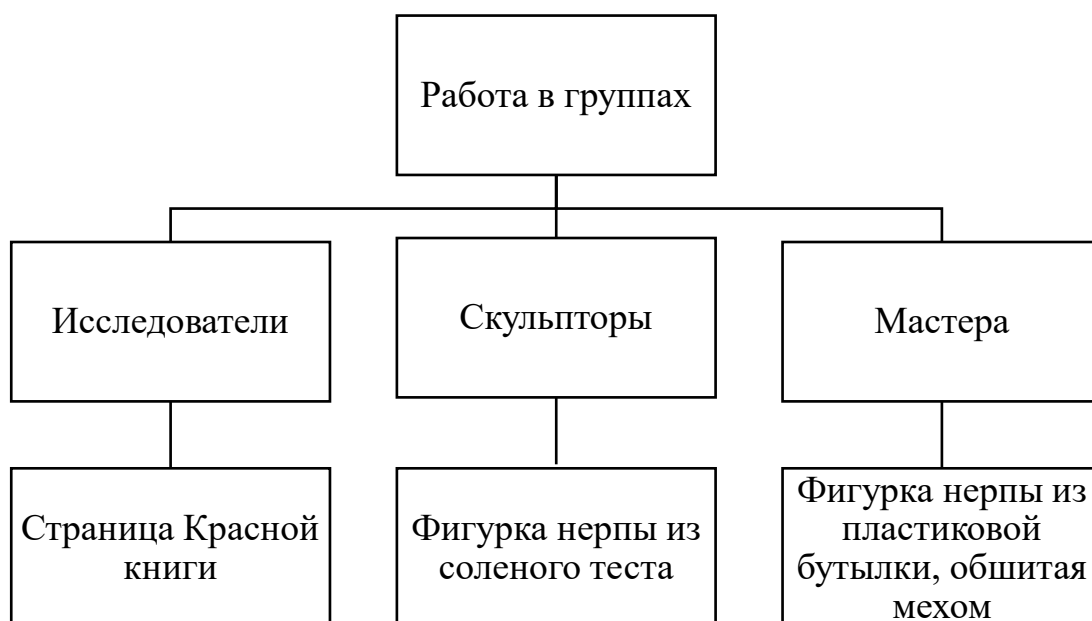 Работа в группах
Исследователи
Скульпторы
Мастера
Страница Красной
книги
Фигурка нерпы из
соленого теста
Фигурка нерпы из
пластиковой
бутылки, обшитая
мехом